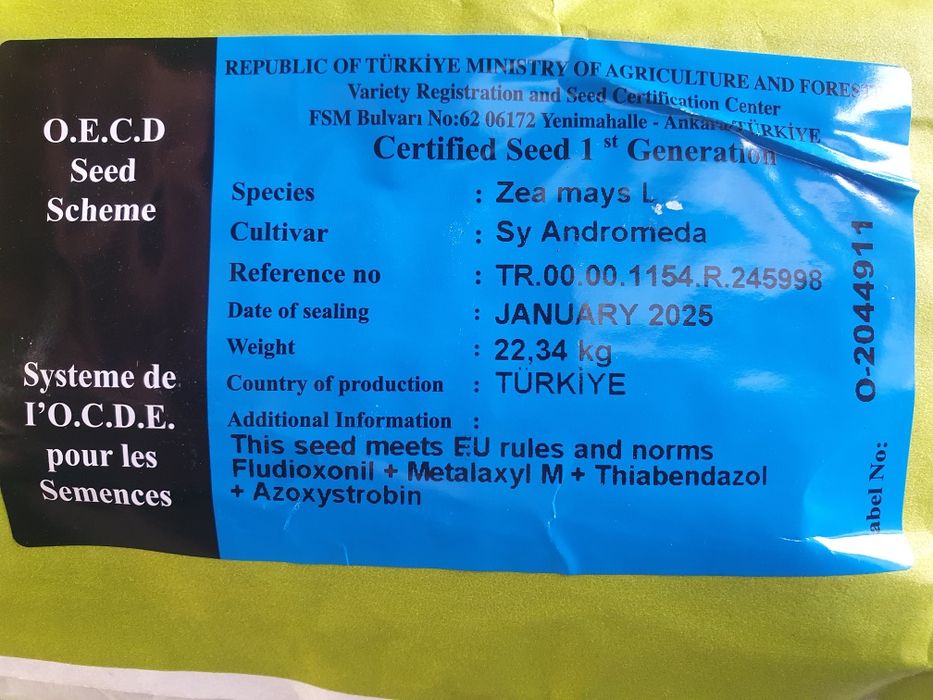 O.E.C.D
Seed
Scheme
Systeme de
l’O.C.D.E.
pour les
Semences
REPUBLIC OF TÜRKİYE MINISTRY OF AGRICULTURE AND FOREST
Variety Registration and Seed Certification Center
FSM Bulvarı No:62 06172 Yenimahalle - Ankara/TÜRKİYE
Certified Seed 1 st Generation
Species : Zea mays L
Cultivar : Sy Andromeda
Reference no : TR.00.00.1154.R.245998
Date of sealing : JANUARY 2025
Weight : 22,34 kg
Country of production : TÜRKİYE
Additional Information :
This seed meets EU rules and norms
Fludioxonil + Metalaxyl M + Thiabendazol
+ Azoxystrobin
abel No: O-2044911